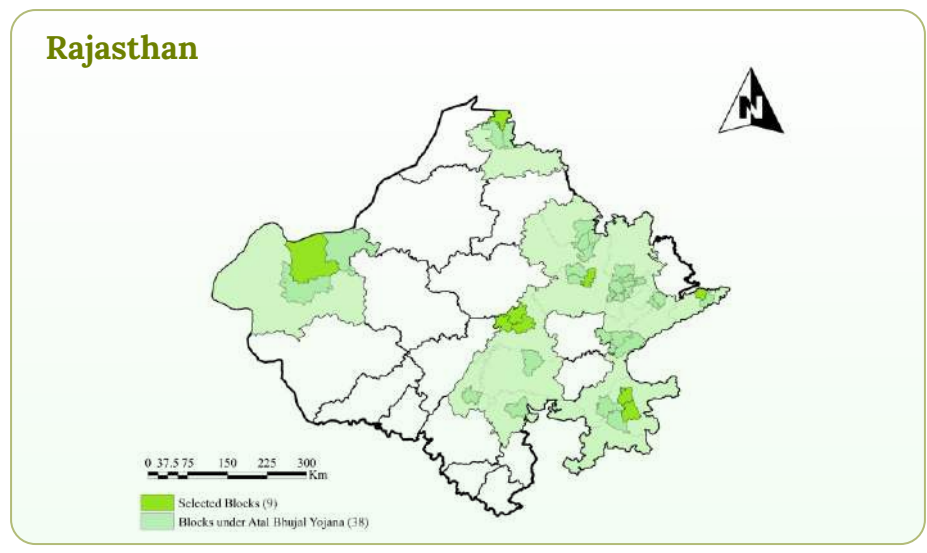 Rajasthan
N
0 37.5 75 150 225 300
Km
Selected Blocks (9)
Blocks under Atal Bhujal Yojana (38)